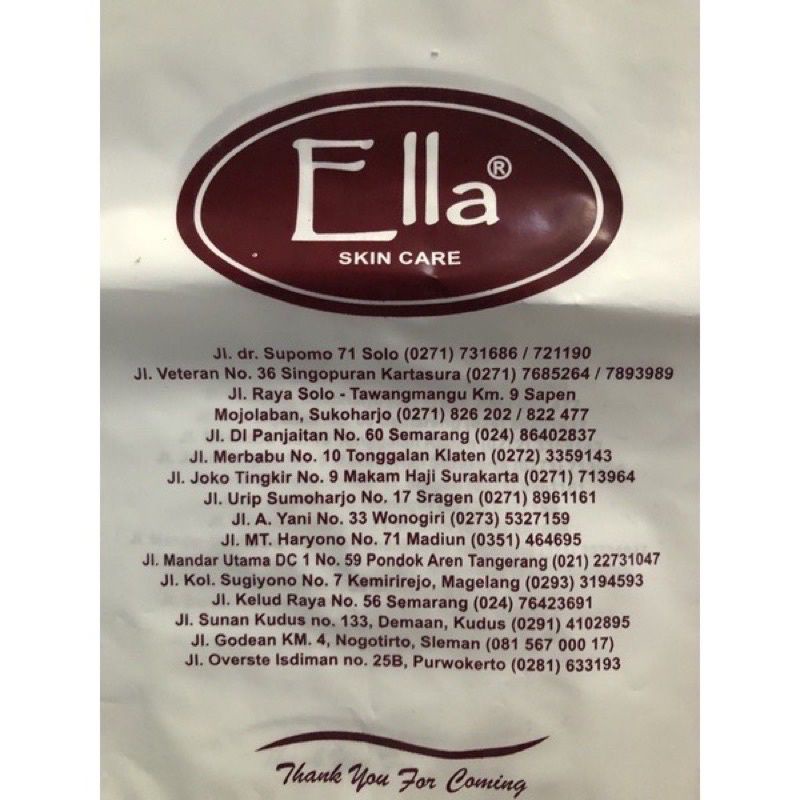 Ella®
SKIN CARE
Jl. dr. Supomo 71 Solo (0271) 731686 / 721190
Jl. Veteran No. 36 Singopuran Kartasura (0271) 7685264 / 7893989
Jl. Raya Solo - Tawangmangu Km. 9 Sapen
Mojolaban, Sukoharjo (0271) 826 202 / 822 477
Jl. DI Panjaitan No. 60 Semarang (024) 86402837
Jl. Merbabu No. 10 Tonggalan Klaten (0272) 3359143
Jl. Joko Tingkir No. 9 Makam Haji Surakarta (0271) 713964
Jl. Urip Sumoharjo No. 17 Sragen (0271) 8961161
Jl. A. Yani No. 33 Wonogiri (0273) 5327159
Jl. MT. Haryono No. 71 Madiun (0351) 464695
Jl. Mandar Utama DC 1 No. 59 Pondok Aren Tangerang (021) 22731047
Jl. Kol. Sugiyono No. 7 Kemirirejo, Magelang (0293) 3194593
Jl. Kelud Raya No. 56 Semarang (024) 76423691
Jl. Sunan Kudus no. 133, Demaan, Kudus (0291) 4102895
Jl. Godean KM. 4, Nogotirto, Sleman (081 567 000 17)
Jl. Overste Isdiman no. 25B, Purwokerto (0281) 633193
Thank You For Coming